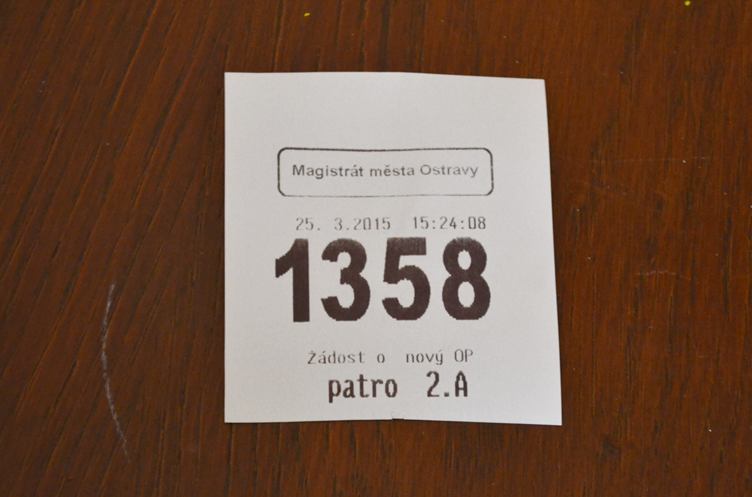 Magistrát města Ostravy
25. 3.2015 15:24:08
1358
Žádost o nový OP
patro 2.A